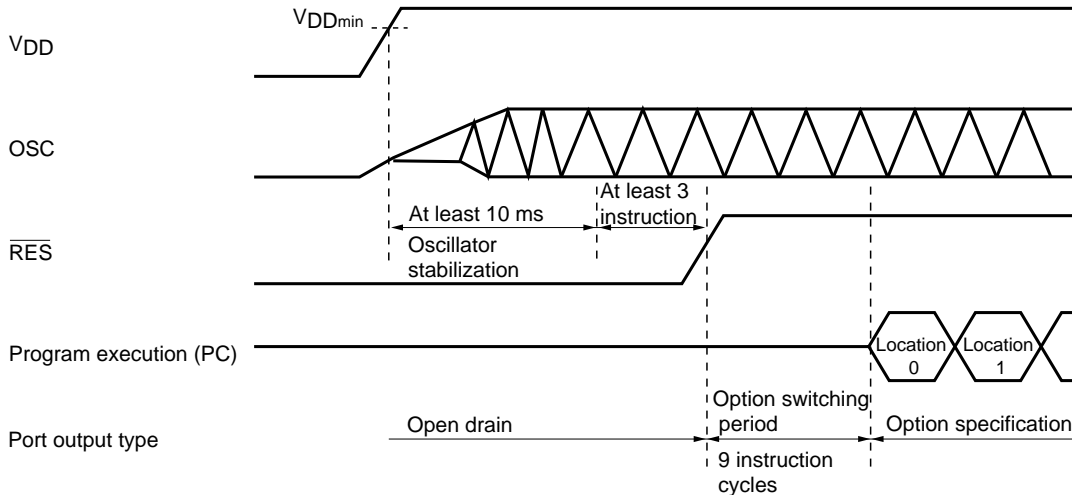 VDDmin
VDD
OSC
At least 10 ms
At least 3
instruction
Oscillator
stabilization
RES
Program execution (PC)
Location
0
Location
1
Port output type
Open drain
Option switching
period
9 instruction
cycles
Option specification